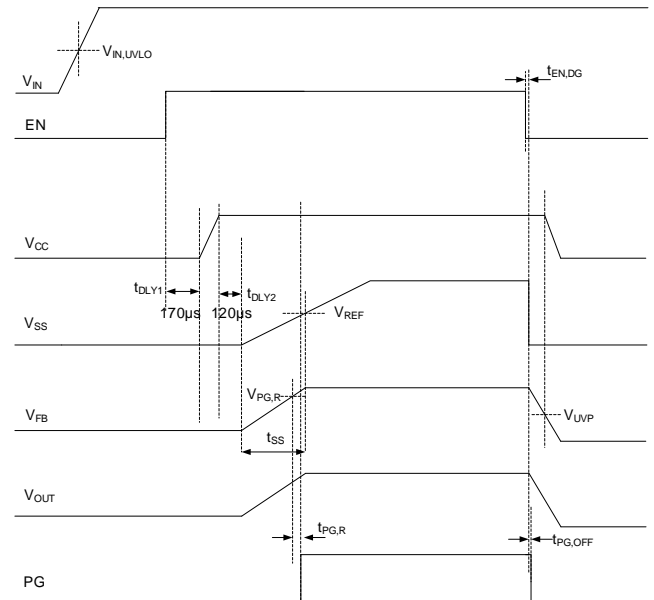 VIN,UVLO
VIN
tEN,DG
EN
VCC
tDLY1
tDLY2
170µs 120µs
VREF
VSS
VPG,R
VFB
VUVP
tSS
VOUT
tPG,R
tPG,OFF
PG